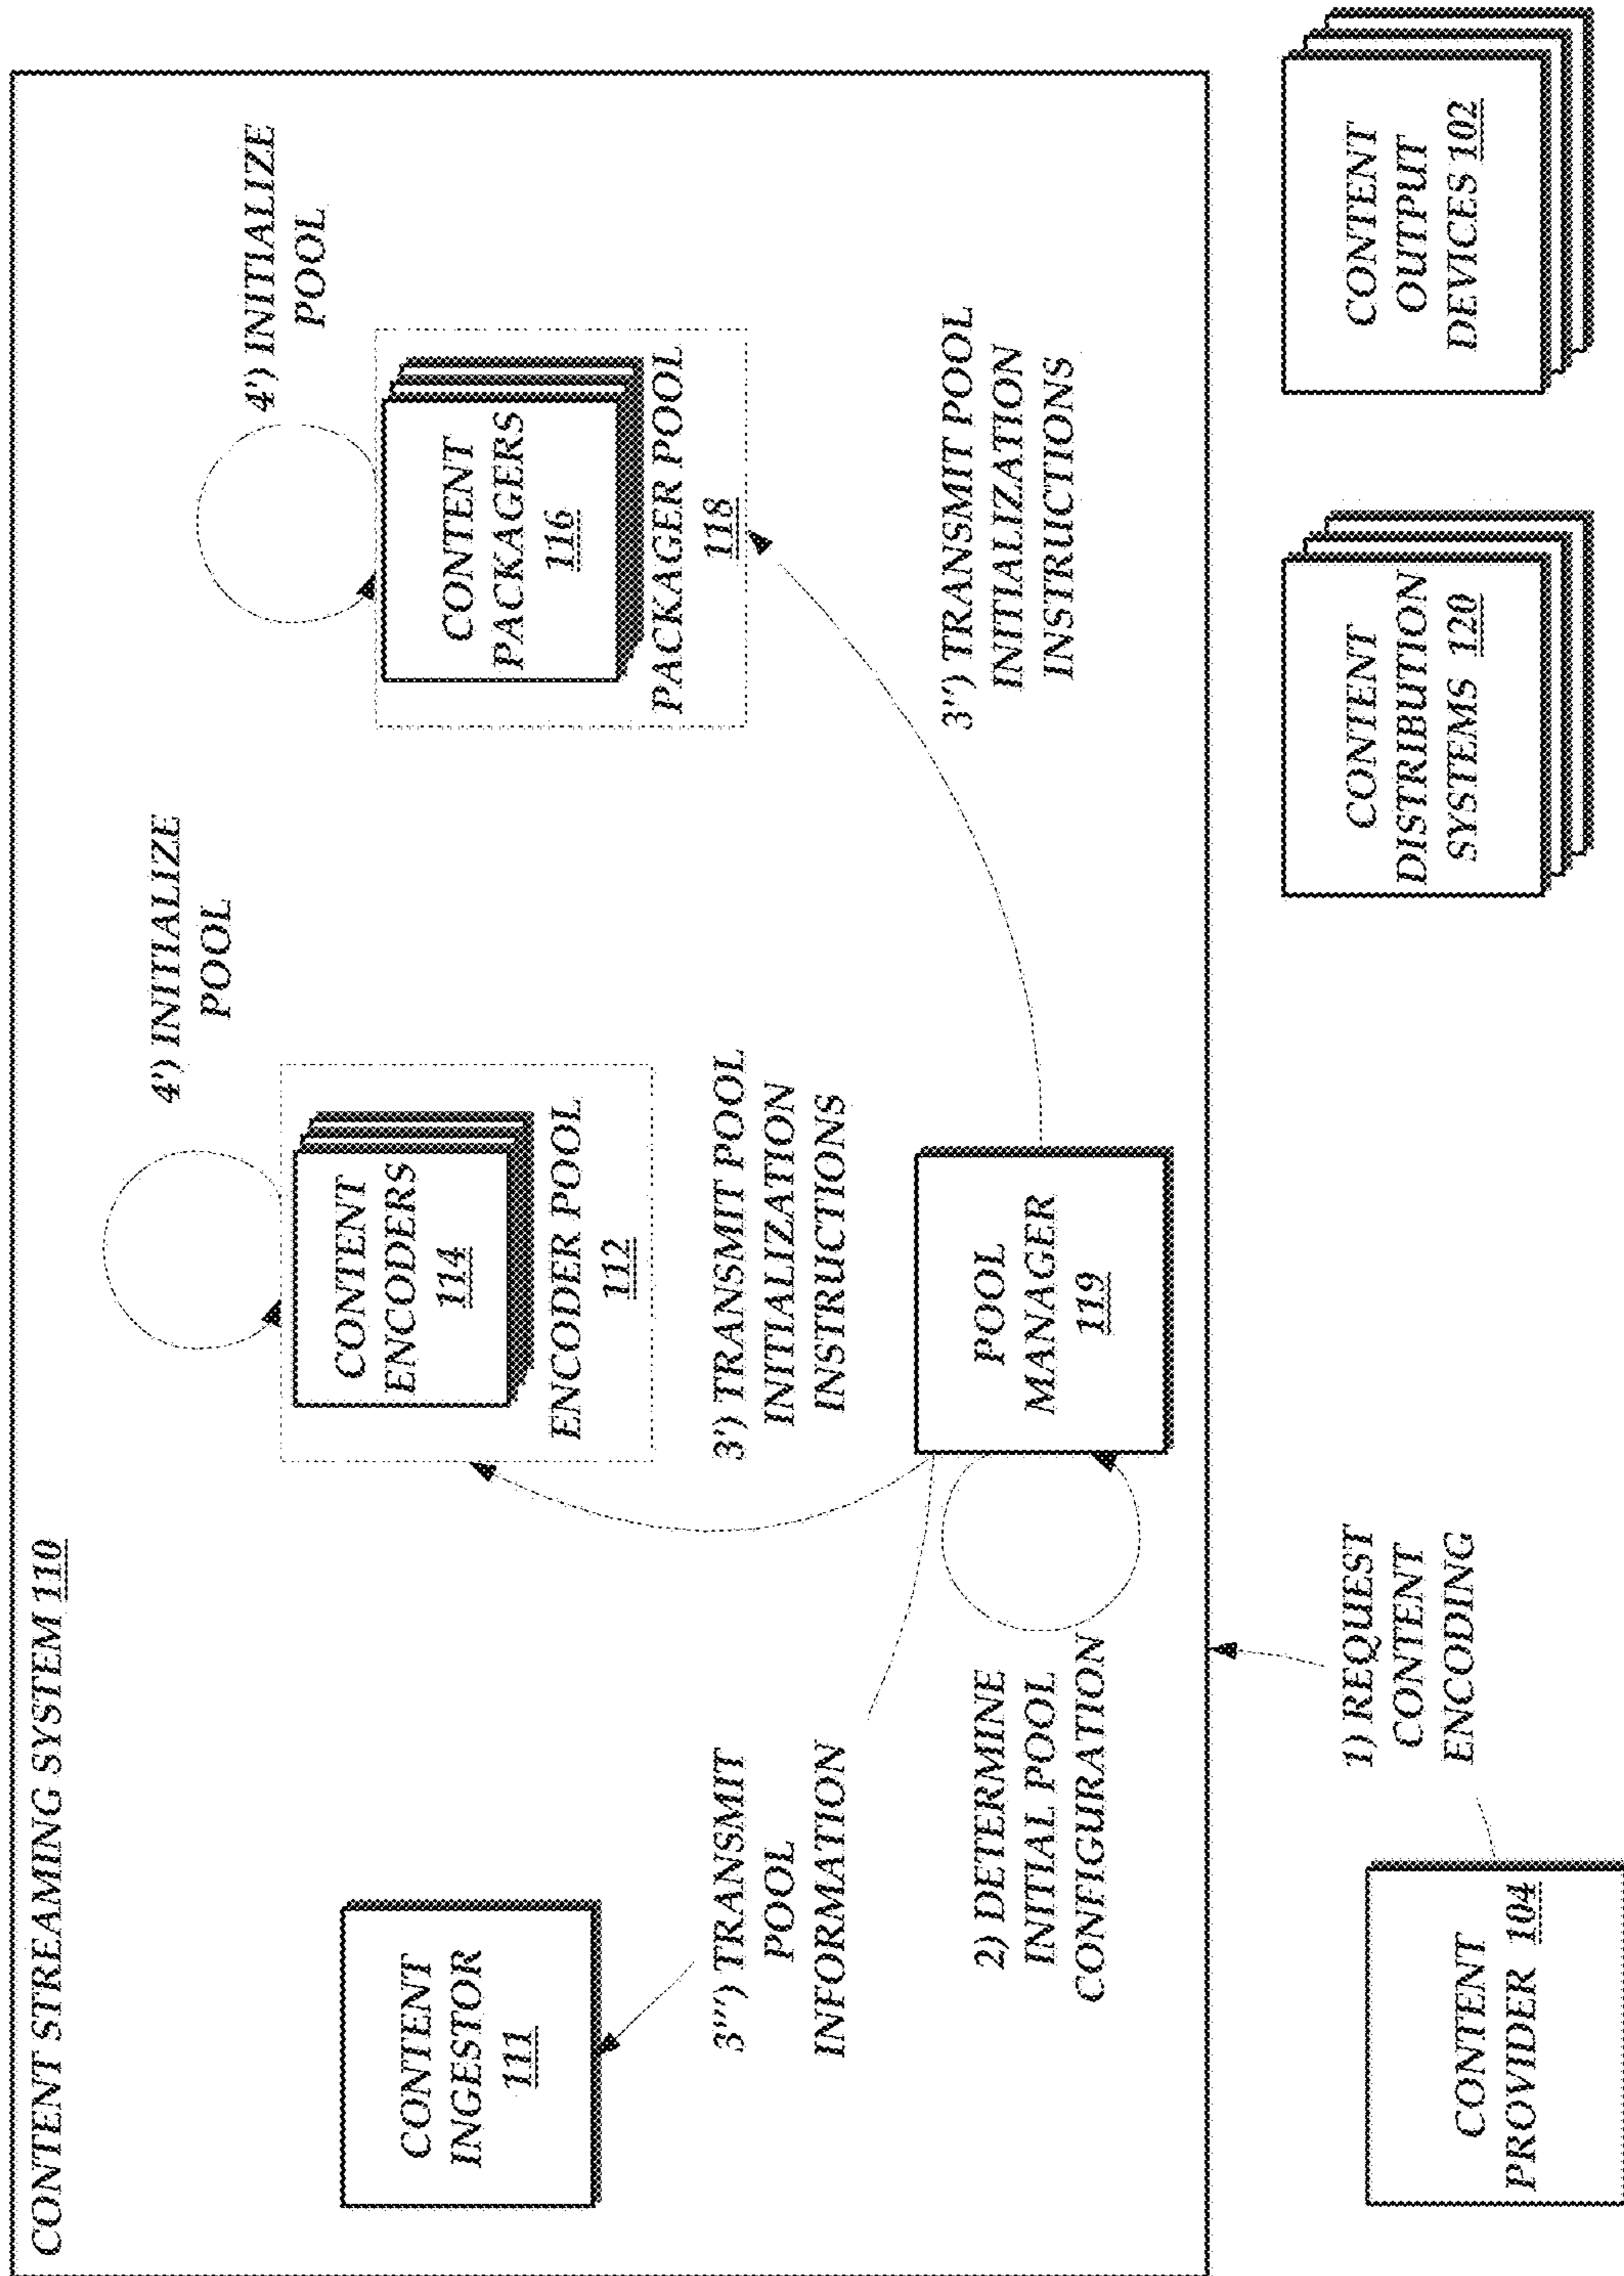 CONTENT STREAMING SYSTEM 110
4') INITIALIZE
POOL
4') INITIALIZE
POOL
CONTENT
INGESTOR
111
CONTENT
ENCODERS
114
ENCODER POOL
112
CONTENT
PACKAGERS
116
PACKAGER POOL
118
3''') TRANSMIT
POOL
INFORMATION
3') TRANSMIT POOL
INITIALIZATION
INSTRUCTIONS
3'') TRANSMIT POOL
INITIALIZATION
INSTRUCTIONS
2) DETERMINE
INITIAL POOL
CONFIGURATION
POOL
MANAGER
119
1) REQUEST
CONTENT
ENCODING
CONTENT
PROVIDER 104
CONTENT
DISTRIBUTION
SYSTEMS 120
CONTENT
OUTPUT
DEVICES 102